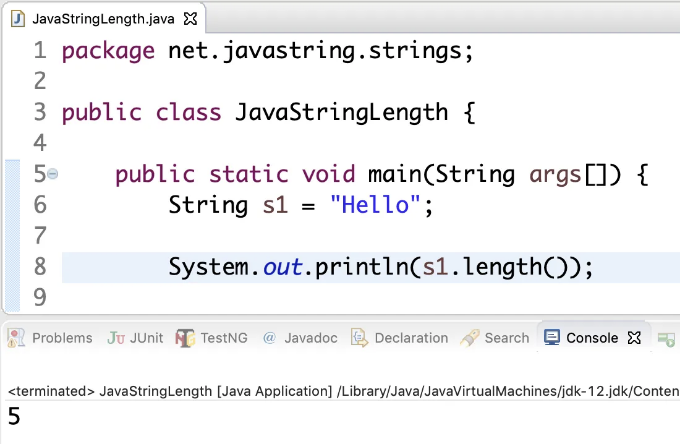 JavaStringLength.java
1 package net.javastring.strings;
2
3 public class JavaStringLength {
4
5 public static void main(String args[]) {
6 String s1 = "Hello";
7
8 System.out.println(s1.length());
9
Problems JUnit TestNG @ Javadoc Declaration Search Console
<terminated> JavaStringLength [Java Application] /Library/Java/JavaVirtualMachines/jdk-12.jdk/Conten
5